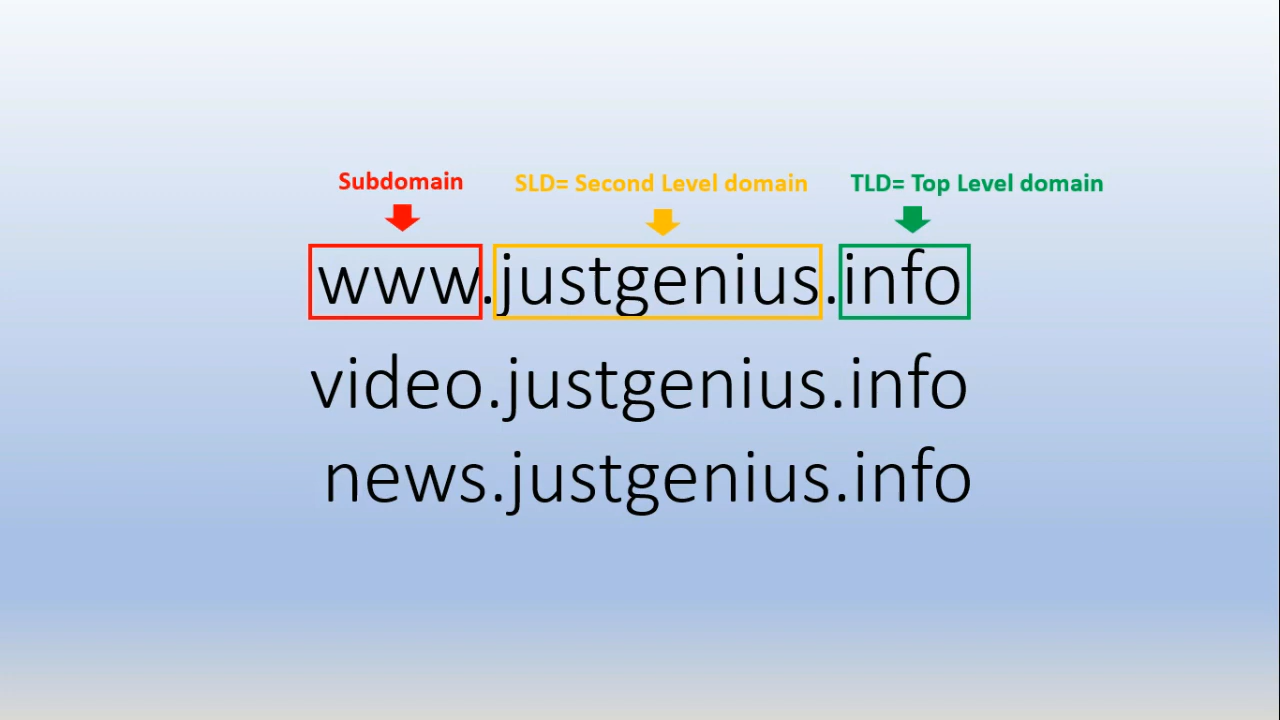 Subdomain SLD= Second Level domain TLD= Top Level domain
www.justgenius.info
video.justgenius.info
news.justgenius.info